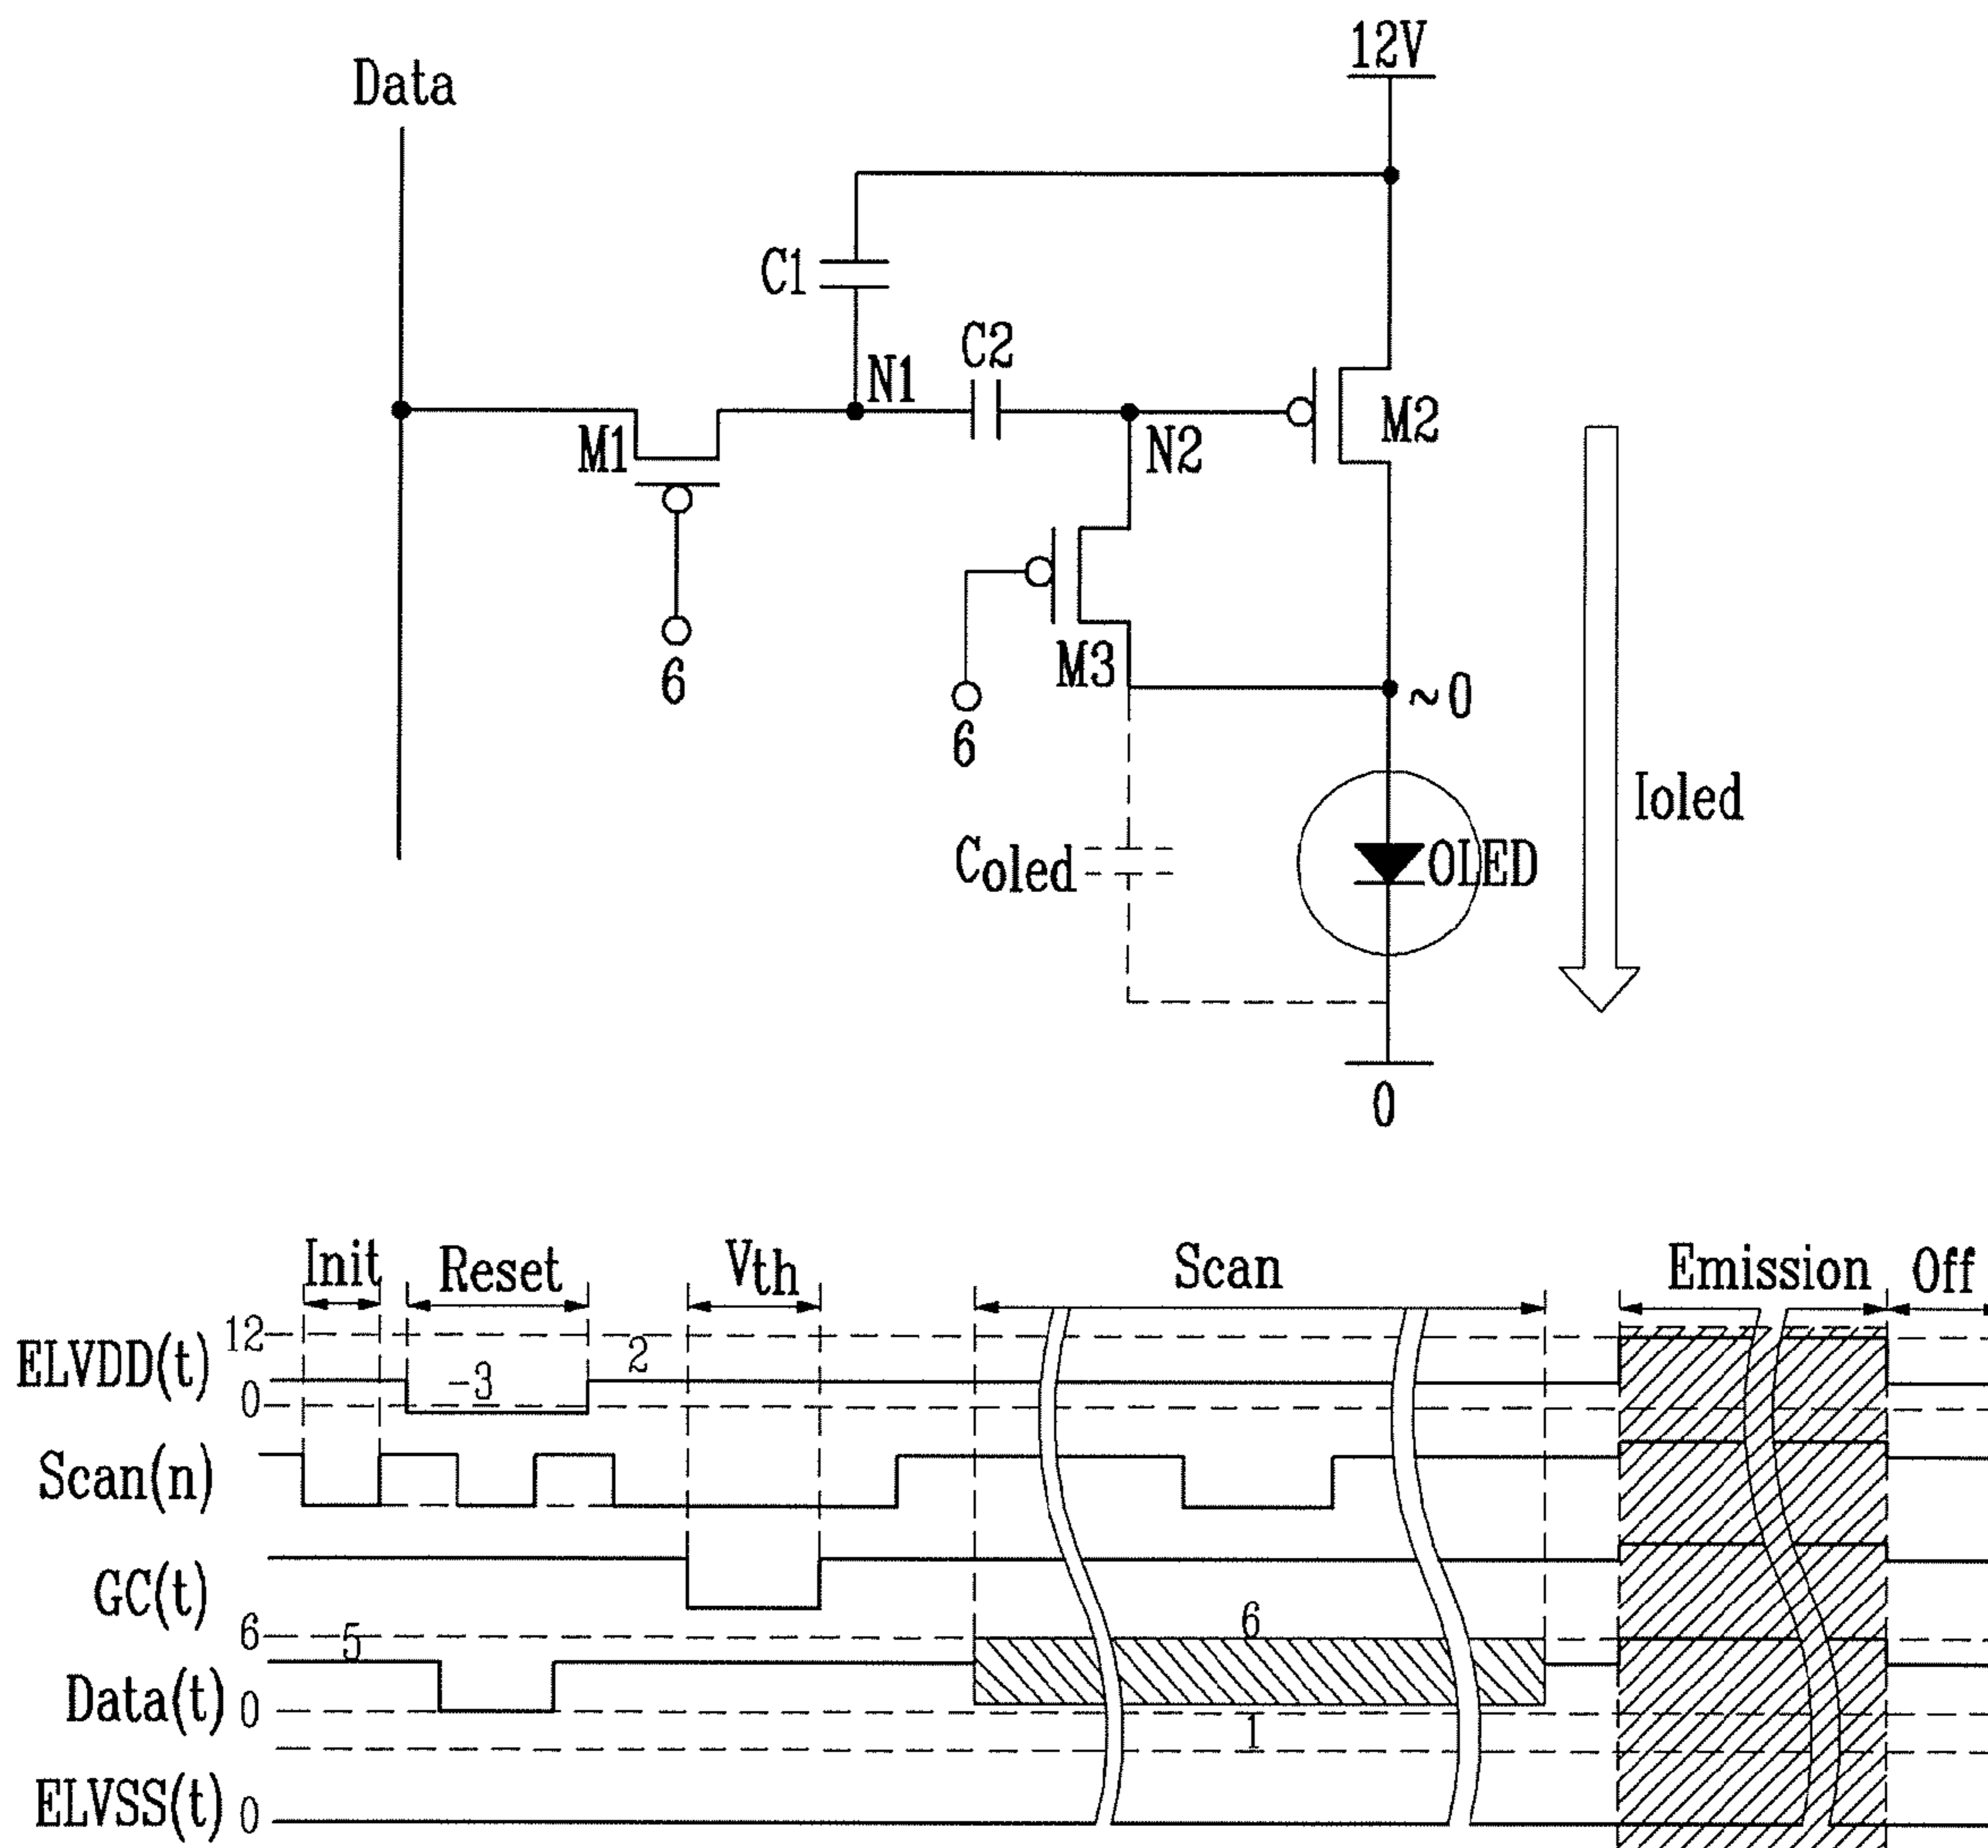 12V
Data
C1
C2
N1
M1
N2
M2
6
M3
~0
6
Ioled
Coled
OLED
0
Init
Reset
Vth
Scan
Emission
Off
ELVDD(t)
12
0
-3
2
Scan(n)
GC(t)
Data(t)
6
5
0
6
1
ELVSS(t)
0